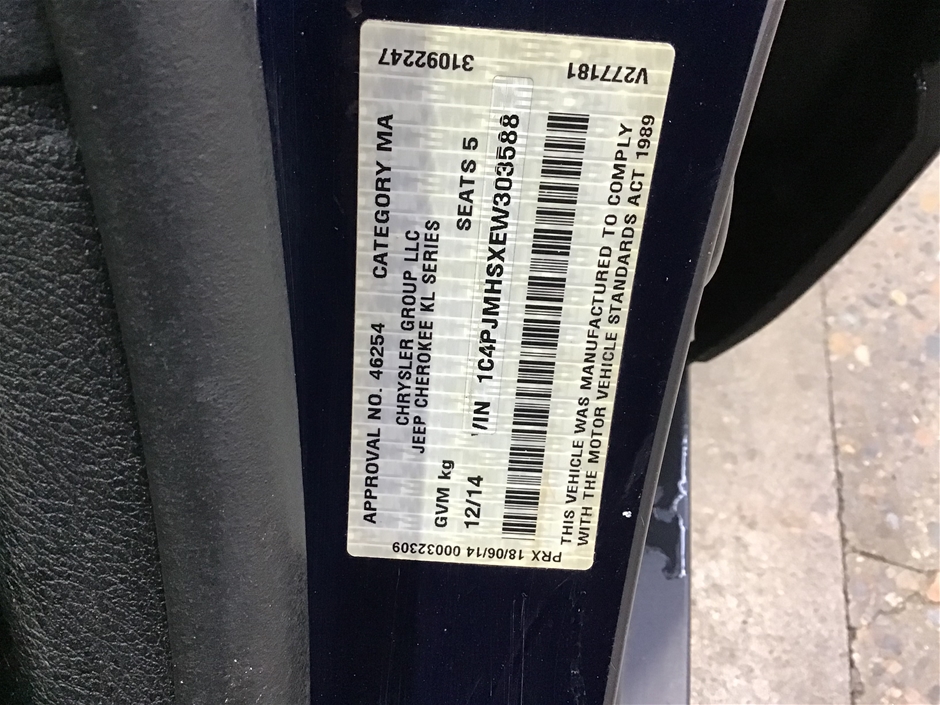 APPROVAL NO. 46254 CATEGORY MA
CHRYSLER GROUP LLC
JEEP CHEROKEE KL SERIES
GVM kg
12/14 SEATS 5
VIN 1C4PJMHSXEW303588
THIS VEHICLE WAS MANUFACTURED TO COMPLY
WITH THE MOTOR VEHICLE STANDARDS ACT 1989
31092247
V277181
PRX 18/06/14 00032309